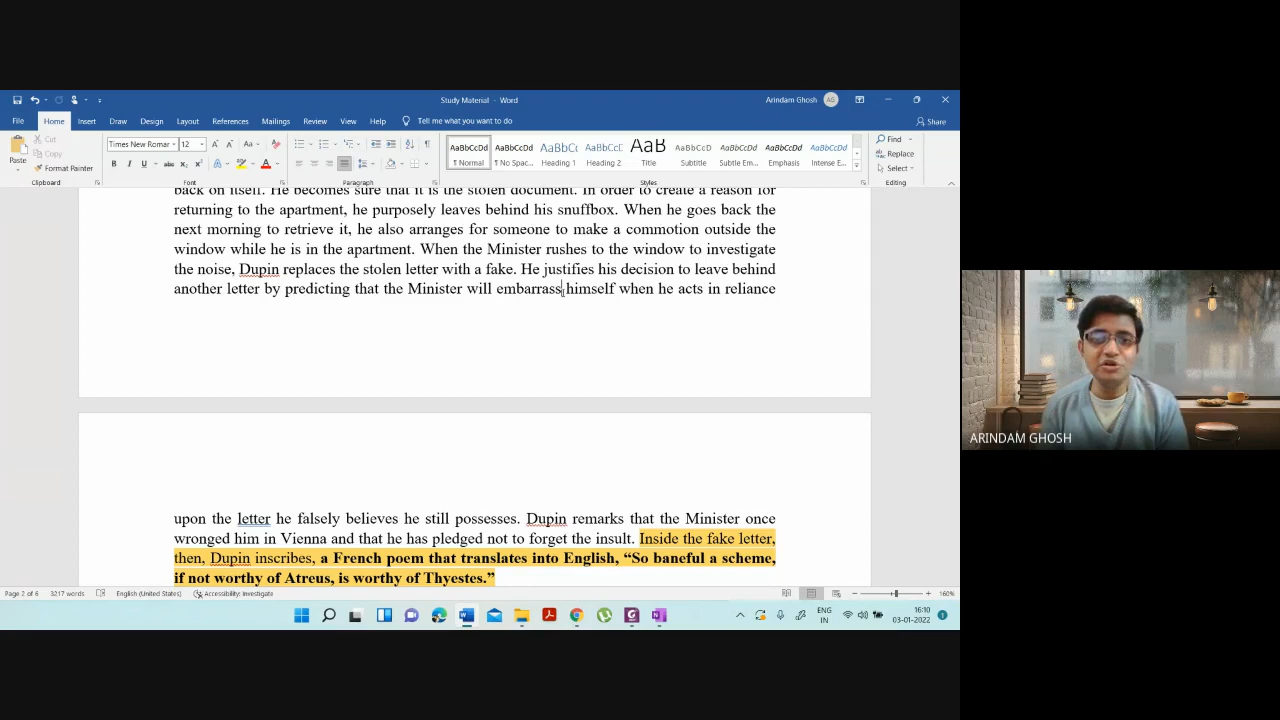 Study Material - Word
Arindam Ghosh AG
File Home Insert Draw Design Layout References Mailings Review View Help Tell me what you want to do Share
Paste
Cut
Copy
Format Painter
Clipboard
Times New Romar 12
Font
Paragraph
AaBbCcDd AaBbCcDd AaBbCc AaBbCcD AaB AaBbCcD AaBbCcDd AaBbCcDd AaBbCcDd
¶ Normal ¶ No Spac... Heading 1 Heading 2 Title Subtitle Subtle Em... Emphasis Intense E...
Styles
Find
Replace
Select
Editing
back on itself. He becomes sure that it is the stolen document. In order to create a reason for
returning to the apartment, he purposely leaves behind his snuffbox. When he goes back the
next morning to retrieve it, he also arranges for someone to make a commotion outside the
window while he is in the apartment. When the Minister rushes to the window to investigate
the noise, Dupin replaces the stolen letter with a fake. He justifies his decision to leave behind
another letter by predicting that the Minister will embarrass himself when he acts in reliance
upon the letter he falsely believes he still possesses. Dupin remarks that the Minister once
wronged him in Vienna and that he has pledged not to forget the insult. Inside the fake letter,
then, Dupin inscribes, a French poem that translates into English, “So baneful a scheme,
if not worthy of Atreus, is worthy of Thyestes.”
Page 2 of 6 3217 words English (United States) Accessibility: Investigate 160%
ENG
IN
16:10
03-01-2022
ARINDAM GHOSH